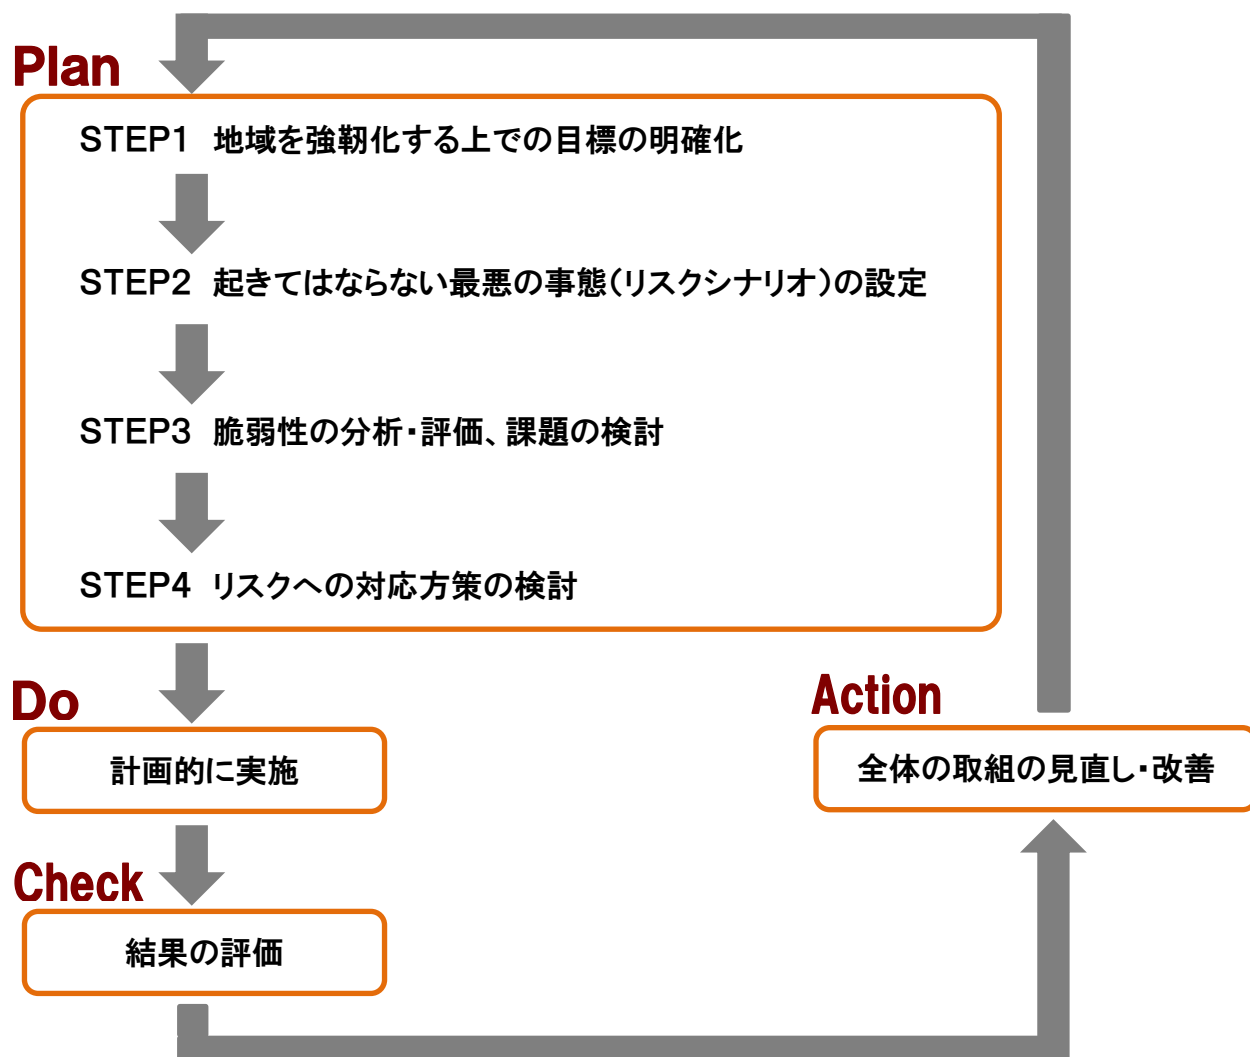 Plan
STEP1 地域を強靭化する上での目標の明確化
STEP2 起きてはならない最悪の事態(リスクシナリオ)の設定
STEP3 脆弱性の分析・評価、課題の検討
STEP4 リスクへの対応方策の検討
Do
計画的に実施
Check
結果の評価
Action
全体の取組の見直し・改善